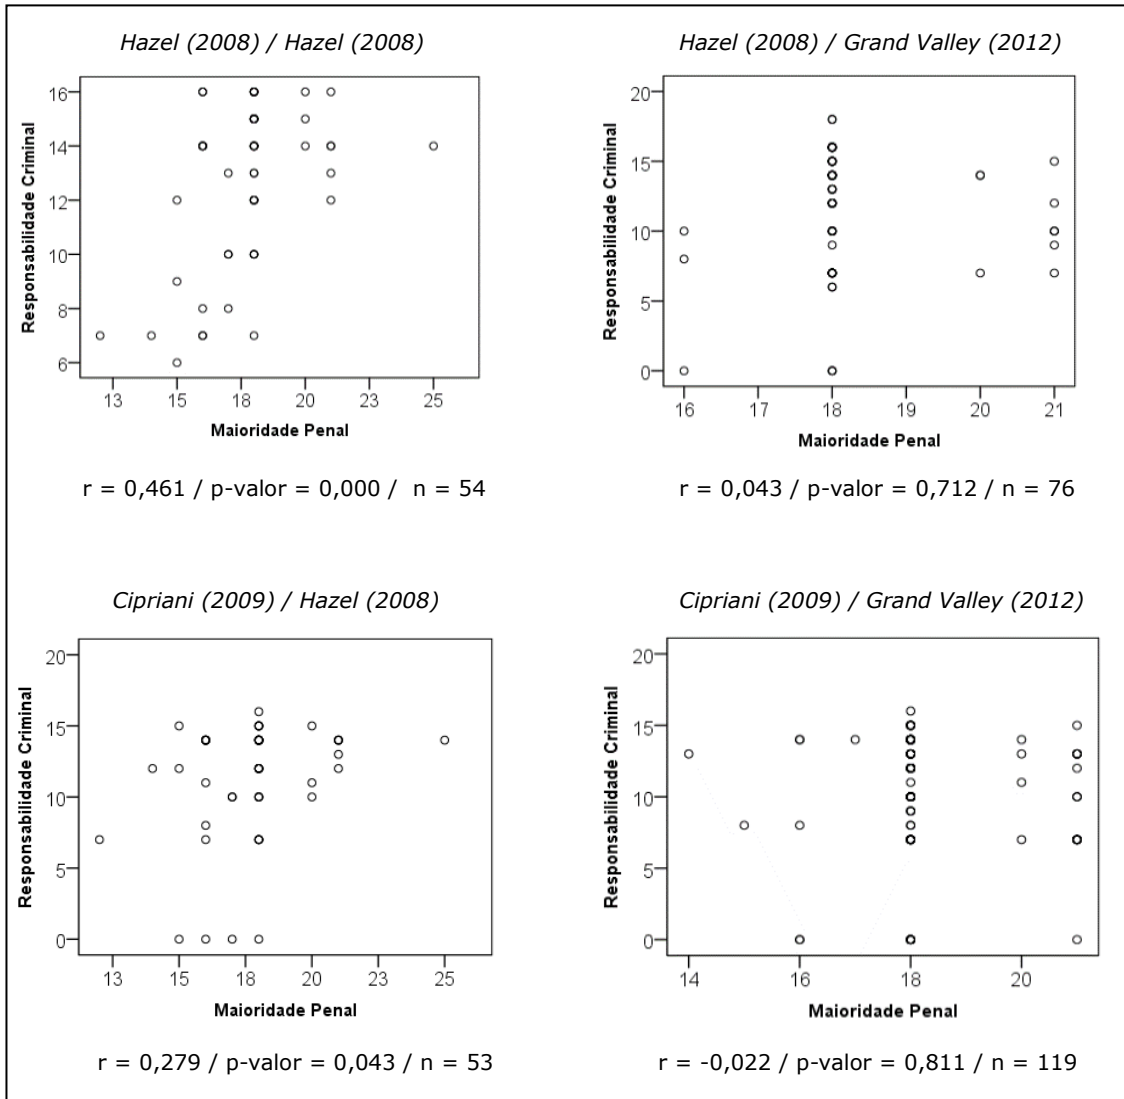 Hazel (2008) / Hazel (2008)
Responsabilidade Criminal
16
14
12
10
8
6
13
15
18
20
23
25
Maioridade Penal
r = 0,461 / p-valor = 0,000 / n = 54
Hazel (2008) / Grand Valley (2012)
Responsabilidade Criminal
20
15
10
5
0
16
17
18
19
20
21
Maioridade Penal
r = 0,043 / p-valor = 0,712 / n = 76
Cipriani (2009) / Hazel (2008)
Responsabilidade Criminal
20
15
10
5
0
13
15
18
20
23
25
Maioridade Penal
r = 0,279 / p-valor = 0,043 / n = 53
Cipriani (2009) / Grand Valley (2012)
Responsabilidade Criminal
20
15
10
5
0
14
16
18
20
Maioridade Penal
r = -0,022 / p-valor = 0,811 / n = 119